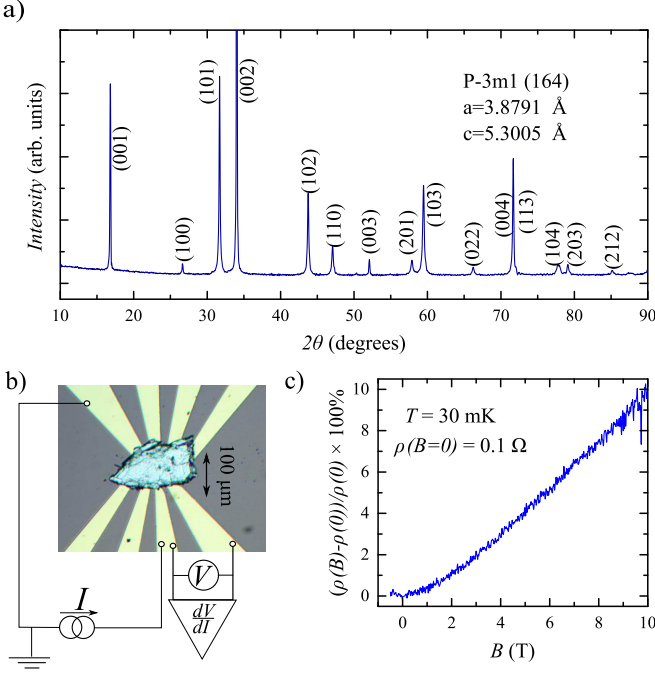 a)
Intensity (arb. units)
(001)
(100)
(101)
(002)
(102)
(110)
(003)
(201)
(103)
(022)
(004)
(113)
(104)
(203)
(212)
P-3m1 (164)
a=3.8791 Å
c=5.3005 Å
10 20 30 40 50 60 70 80 90
2θ (degrees)
b)
100 μm
I
V
dV
dI
c)
(ρ(B)-ρ(0))/ρ(0) × 100%
10
8
6
4
2
0
T = 30 mK
ρ(B=0) = 0.1 Ω
0 2 4 6 8 10
B (T)